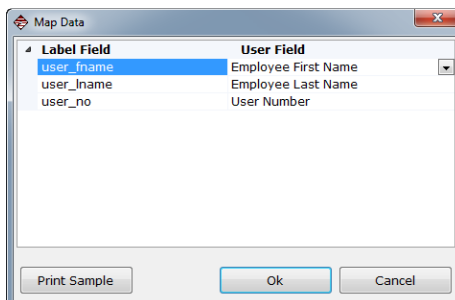 Map Data
Label Field User Field
user_fname Employee First Name
user_lname Employee Last Name
user_no User Number
Print Sample Ok Cancel